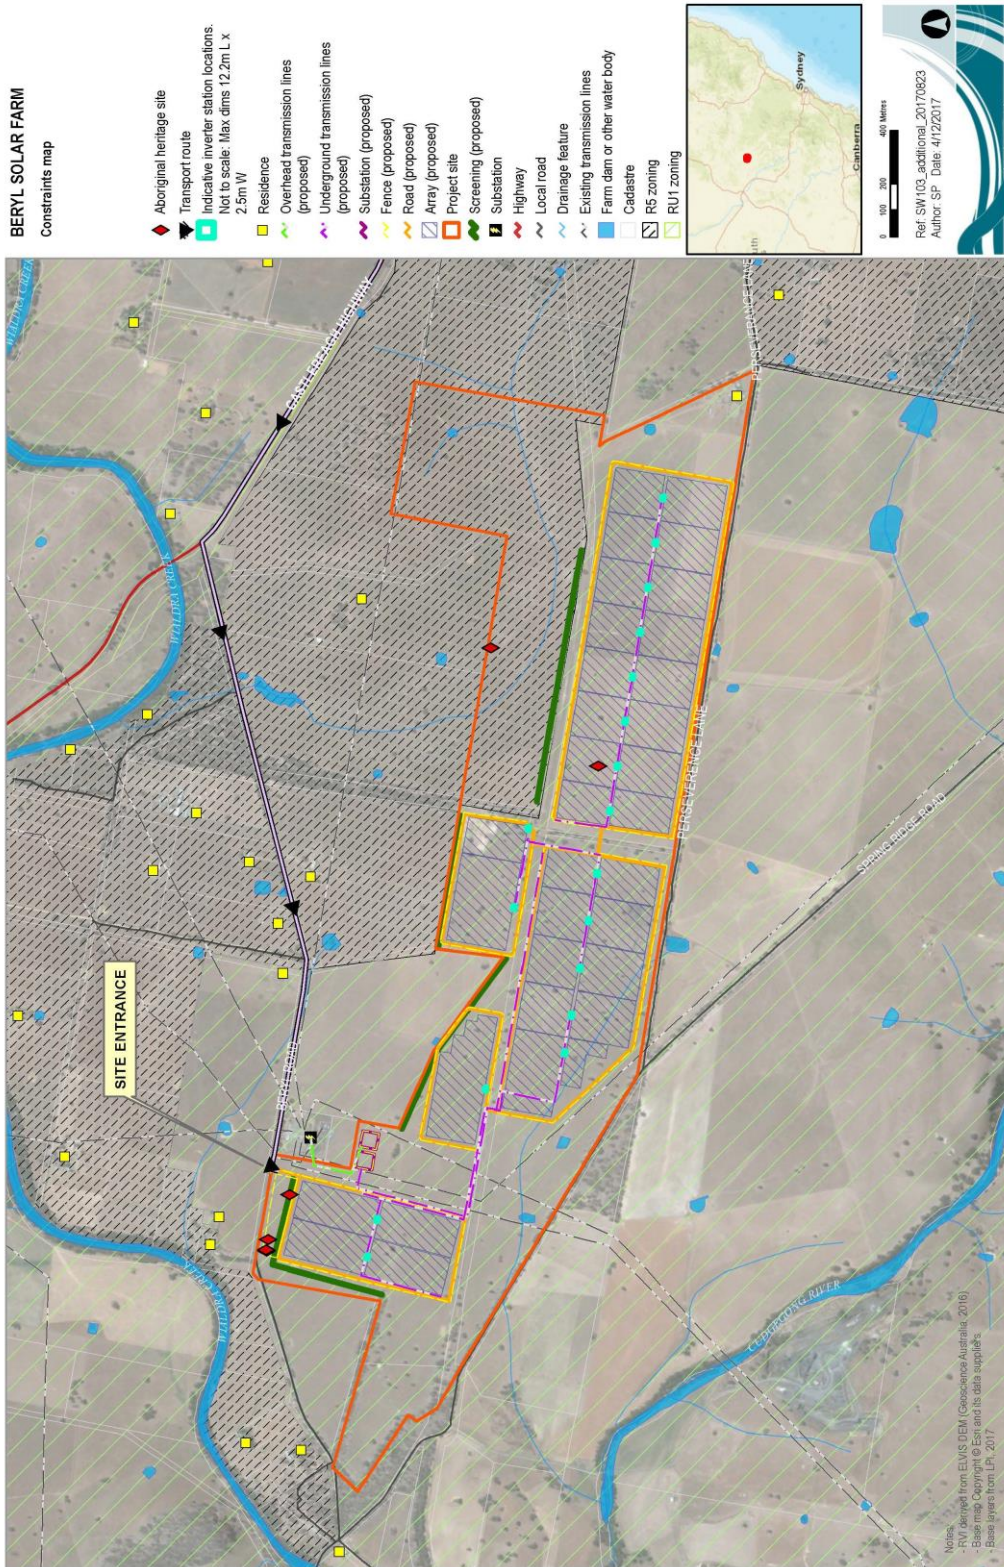 BERYL SOLAR FARM
Constraints map
Aboriginal heritage site
Transport route
Indicative inverter station locations.
Not to scale: Max dims 12.2m L x
2.5m W
Residence
Overhead transmission lines
(proposed)
Underground transmission lines
(proposed)
Substation (proposed)
Fence (proposed)
Road (proposed)
Array (proposed)
Project site
Screening (proposed)
Substation
Highway
Local road
Drainage feature
Existing transmission lines
Farm dam or other water body
Cadastre
R5 zoning
RU1 zoning
Sydney
Canberra
0 100 200 400 Metres
Ref: SW103_additional_20170823
Author: SP Date: 4/12/2017
SITE ENTRANCE
WIALDRA CREEK
WIALDRA CREEK
CASTLEREAGH HIGHWAY
PERSEVERANCE LANE
PERSEVERENCE LANE
SPRING RIDGE ROAD
CUDGEGONG RIVER
Notes:
- RVI derived from ELVIS DEM (Geoscience Australia, 2016)
- Base map Copyright © Esri and its data suppliers
- Base layers from LPI, 2017